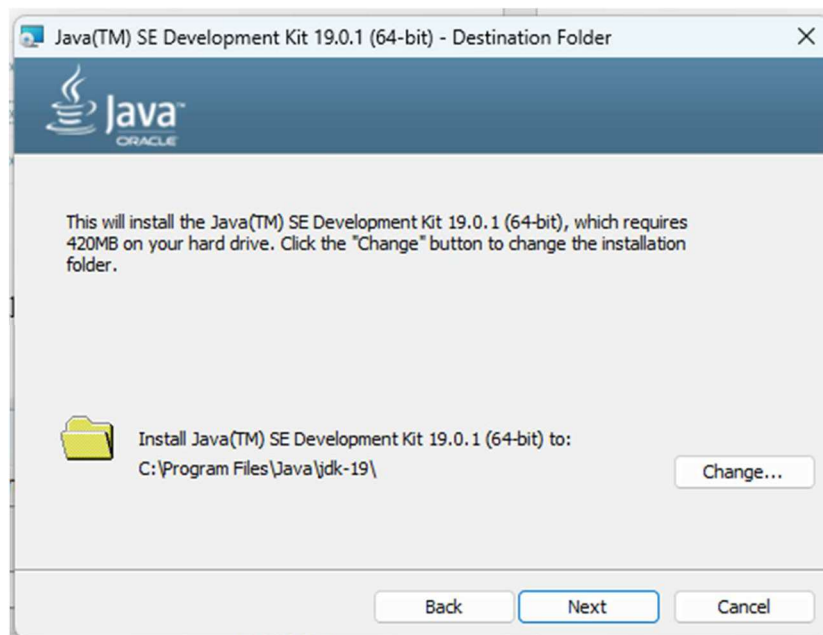 Java(TM) SE Development Kit 19.0.1 (64-bit) - Destination Folder
Java™
ORACLE
This will install the Java(TM) SE Development Kit 19.0.1 (64-bit), which requires
420MB on your hard drive. Click the "Change" button to change the installation
folder.
Install Java(TM) SE Development Kit 19.0.1 (64-bit) to:
C:\Program Files\Java\jdk-19\
Change...
Back
Next
Cancel